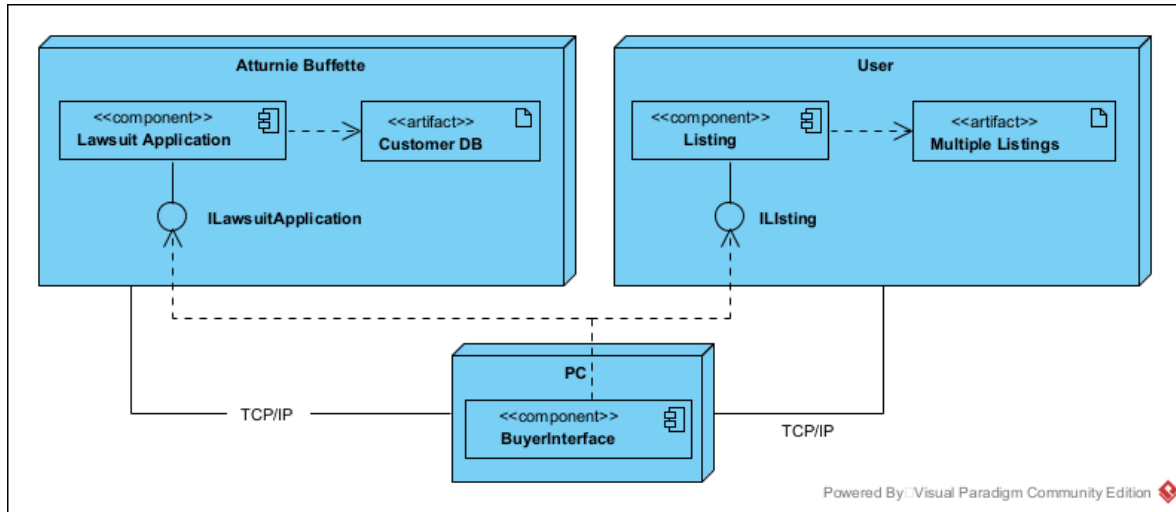 Atturnie Buffette
<<component>>
Lawsuit Application
<<artifact>>
Customer DB
ILawsuitApplication
User
<<component>>
Listing
<<artifact>>
Multiple Listings
ILIsting
PC
<<component>>
BuyerInterface
TCP/IP
TCP/IP
Powered By Visual Paradigm Community Edition